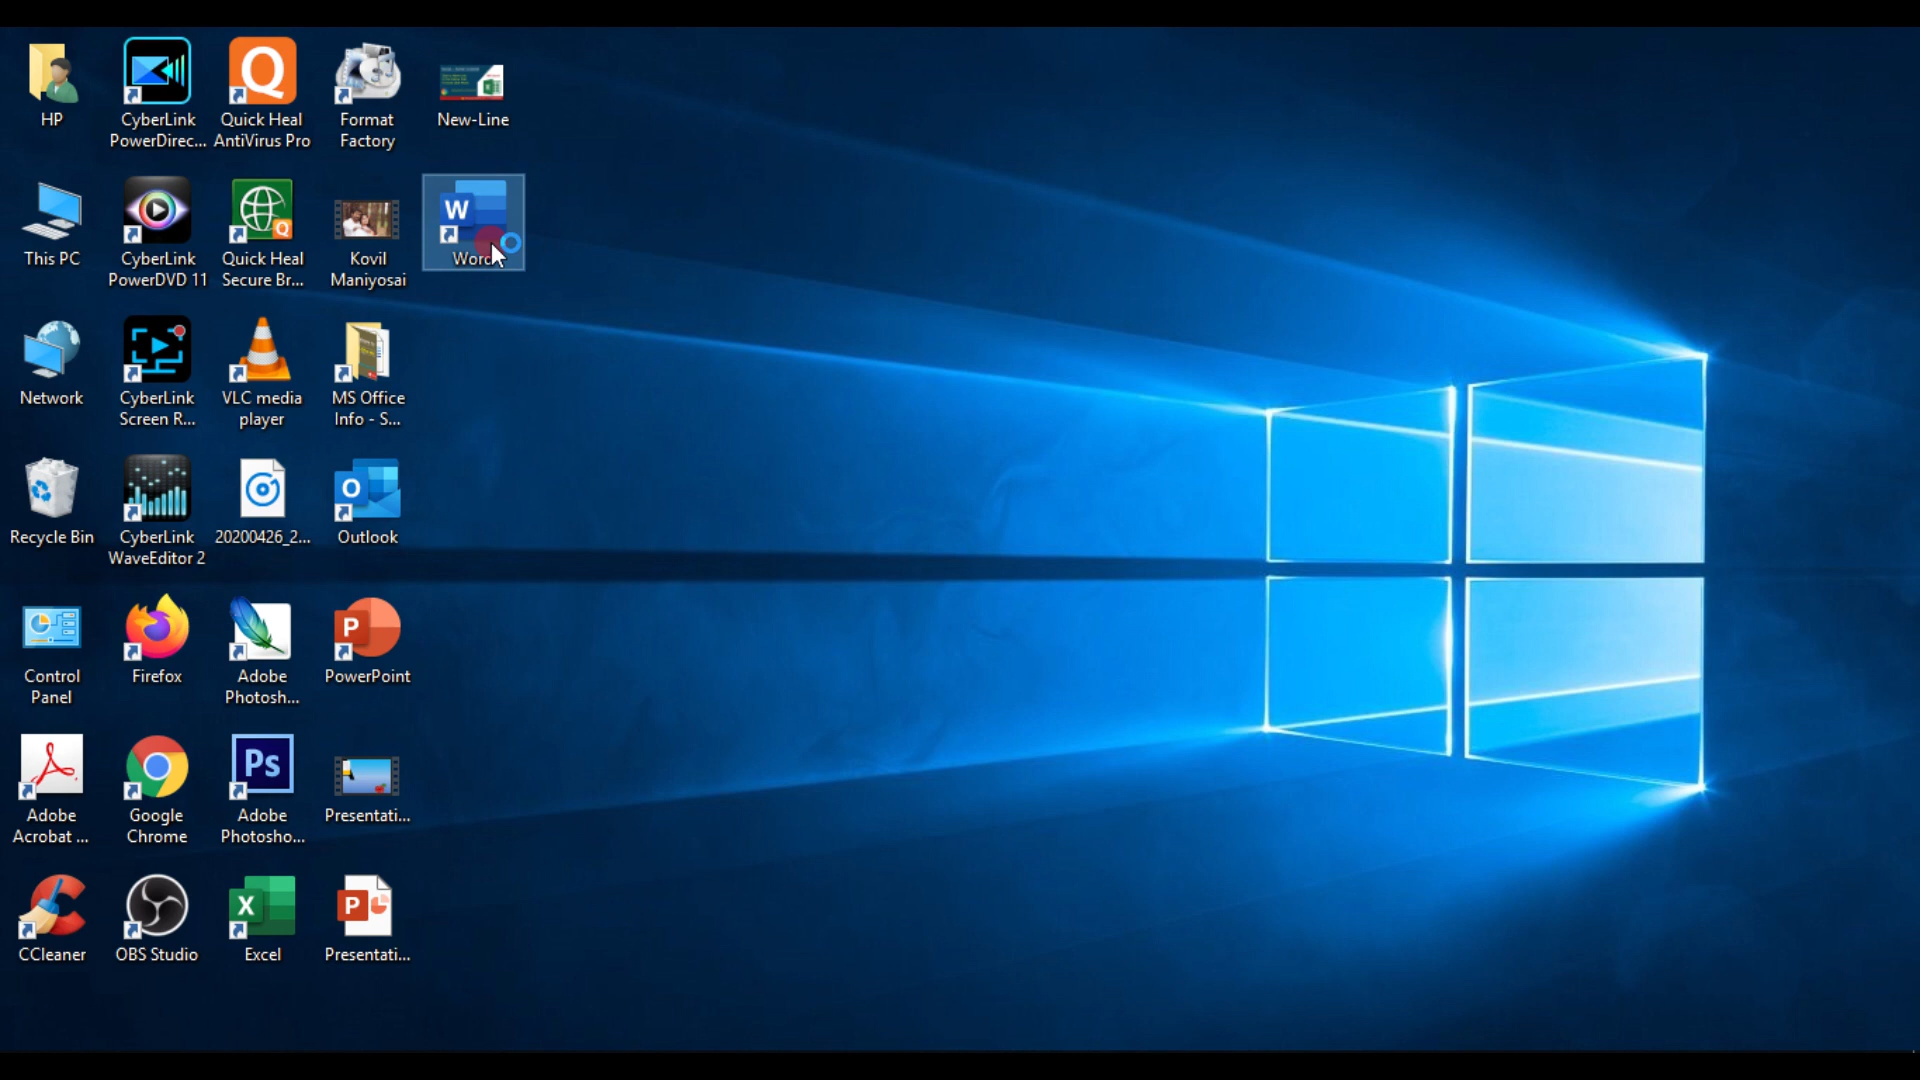 HP
CyberLink
PowerDirec...
Quick Heal
AntiVirus Pro
Format
Factory
New-Line
This PC
CyberLink
PowerDVD 11
Quick Heal
Secure Br...
Kovil
Maniyosai
W
Word
Network
CyberLink
Screen R...
VLC media
player
MS Office
Info - S...
Recycle Bin
CyberLink
WaveEditor 2
20200426_2...
O
Outlook
Control
Panel
Firefox
Adobe
Photosh...
P
PowerPoint
Adobe
Acrobat ...
Google
Chrome
Ps
Adobe
Photosho...
Presentati...
CCleaner
OBS Studio
X
Excel
P
Presentati...